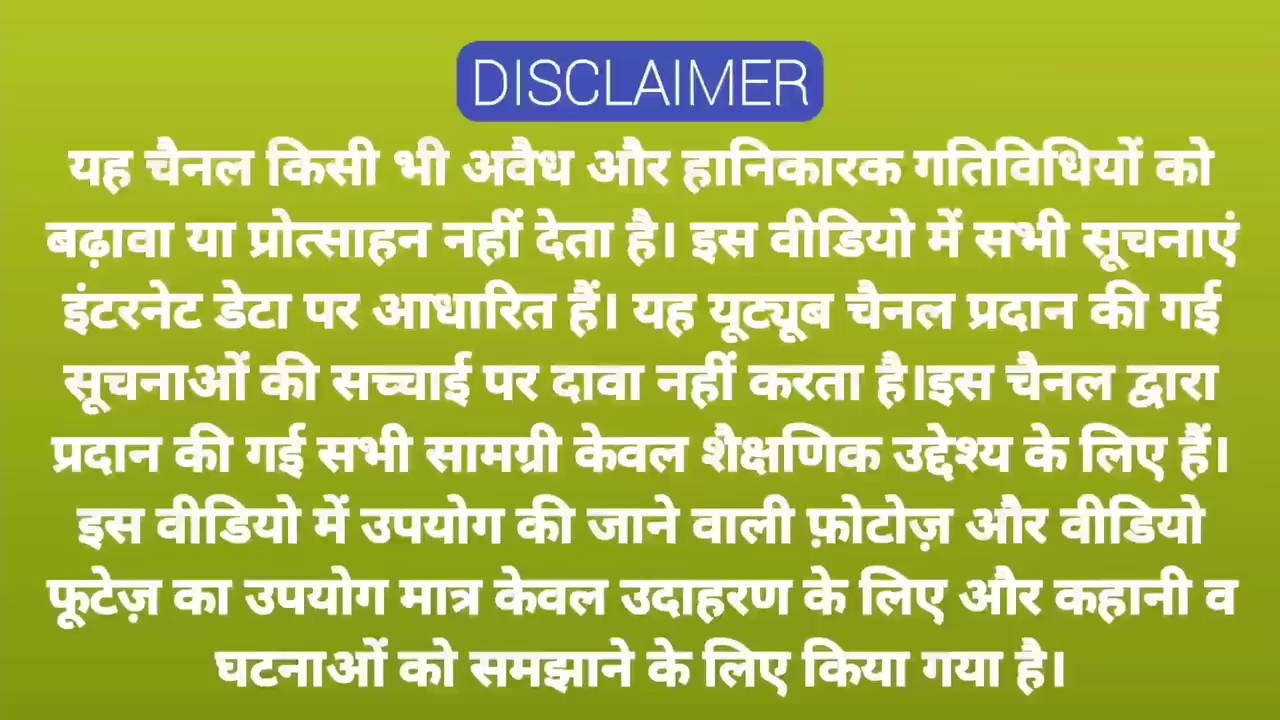 DISCLAIMER
यह चैनल किसी भी अवैध और हानिकारक गतिविधियों को
बढ़ावा या प्रोत्साहन नहीं देता है। इस वीडियो में सभी सूचनाएं
इंटरनेट डेटा पर आधारित हैं। यह यूट्यूब चैनल प्रदान की गई
सूचनाओं की सच्चाई पर दावा नहीं करता है।इस चैनल द्वारा
प्रदान की गई सभी सामग्री केवल शैक्षणिक उद्देश्य के लिए हैं।
इस वीडियो में उपयोग की जाने वाली फ़ोटोज़ और वीडियो
फूटेज़ का उपयोग मात्र केवल उदाहरण के लिए और कहानी व
घटनाओं को समझाने के लिए किया गया है।